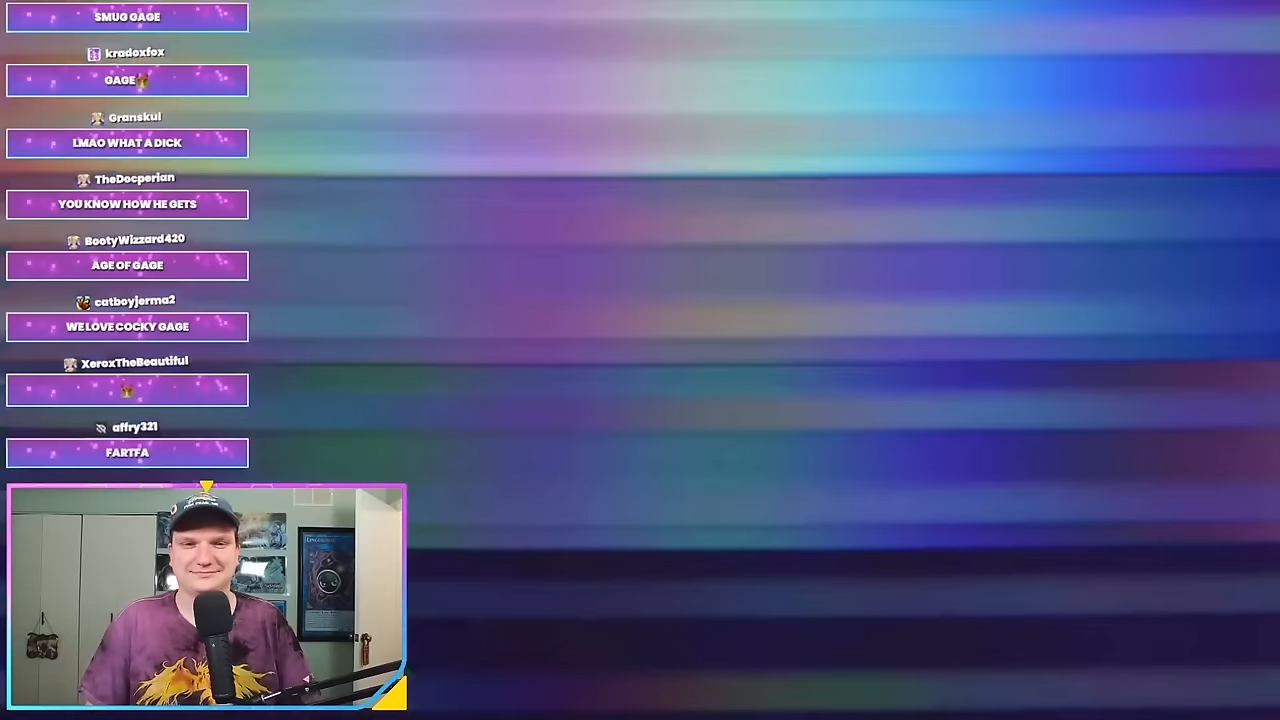 SMUG GAGE
kradoxfox
GAGE
Granskul
LMAO WHAT A DICK
TheDocperian
YOU KNOW HOW HE GETS
BootyWizzard420
AGE OF GAGE
catboyjerma2
WE LOVE COCKY GAGE
XeroxTheBeautiful
affry321
FARTFA